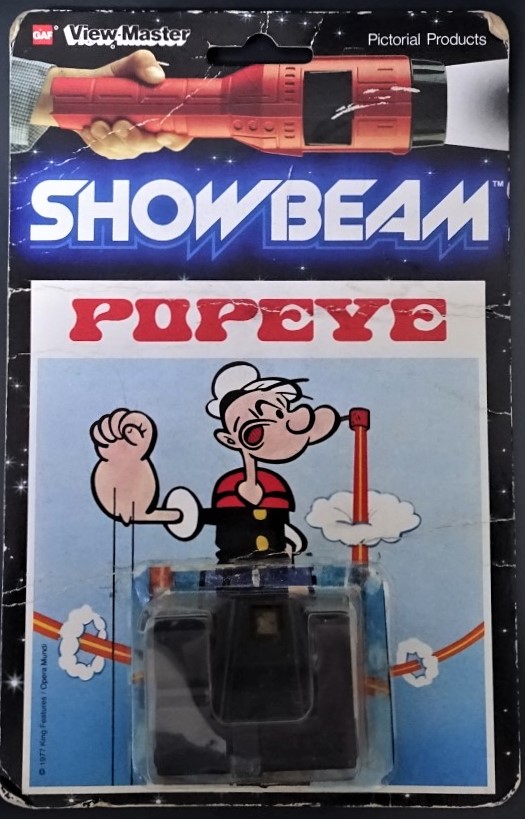 GAF View-Master
Pictorial Products
SHOWBEAM™
POPEYE
© 1977 King Features / Opera Mundi